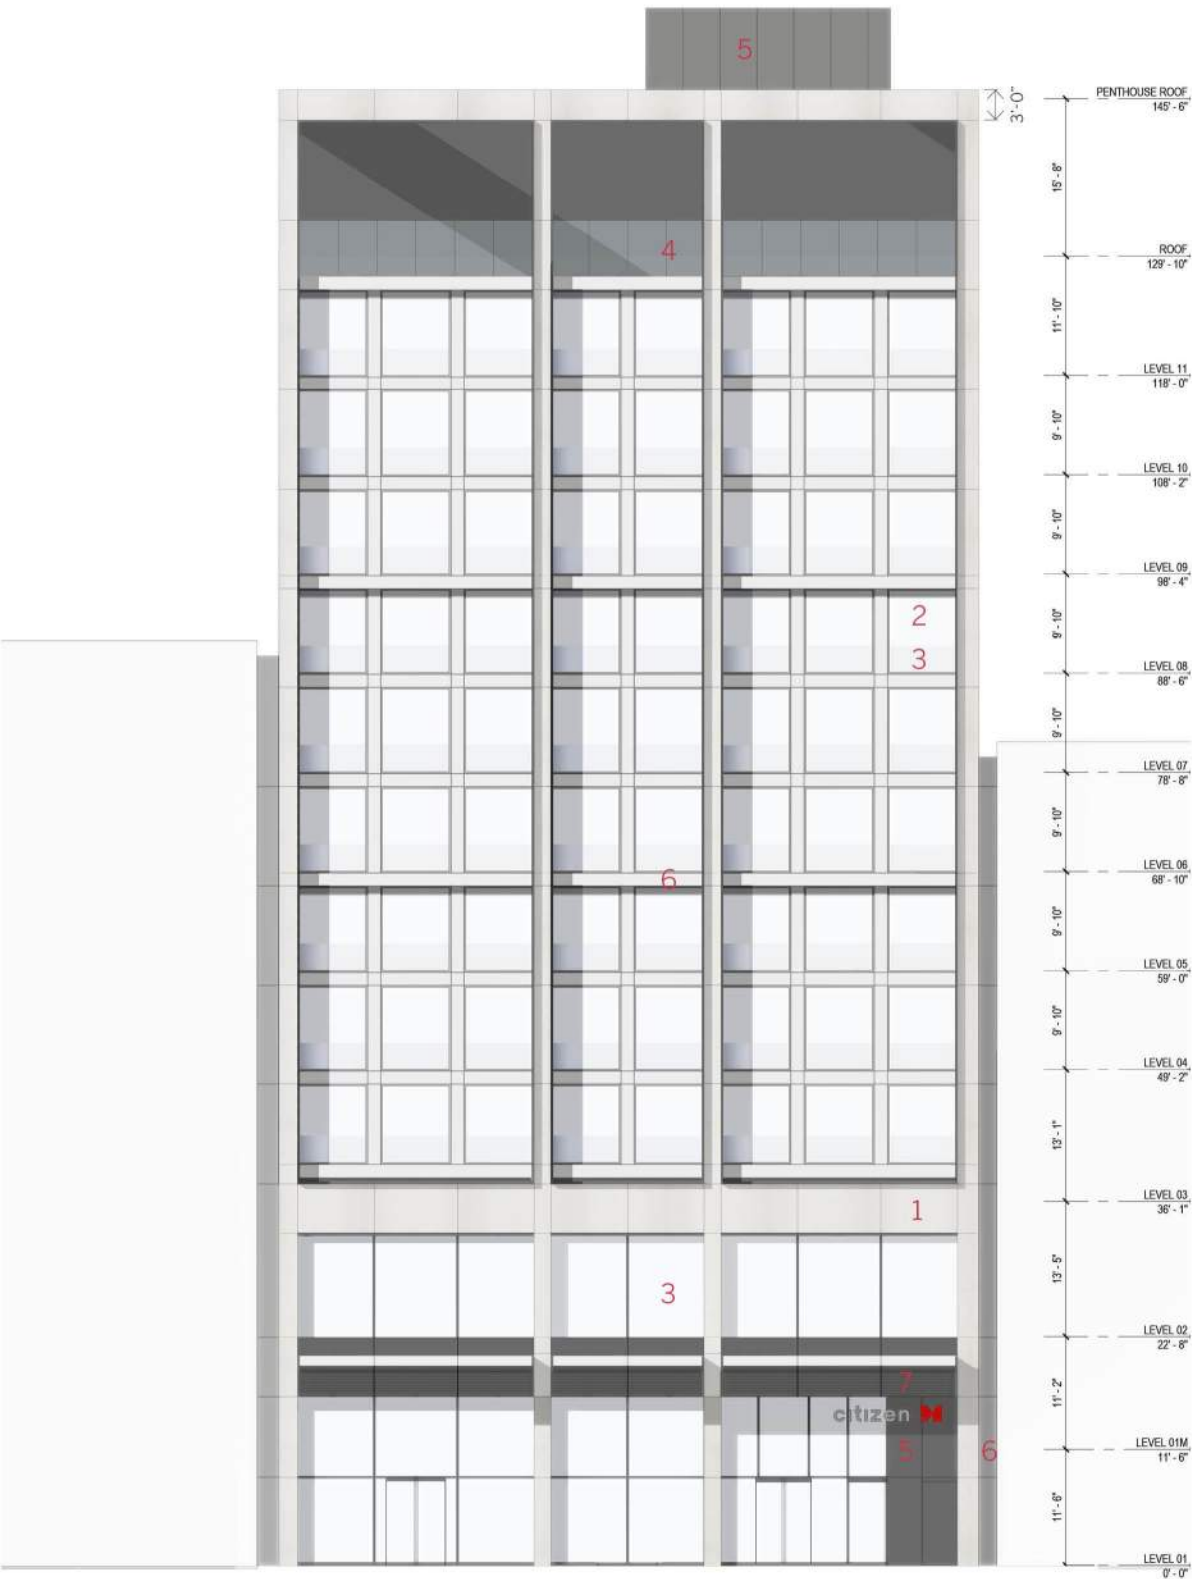 5
3'-0"
PENTHOUSE ROOF
145' - 6"
15' - 8"
4
ROOF
129' - 10"
11' - 10"
LEVEL 11
118' - 0"
9' - 10"
LEVEL 10
108' - 2"
9' - 10"
LEVEL 09
98' - 4"
2
9' - 10"
3
LEVEL 08
88' - 6"
9' - 10"
LEVEL 07
78' - 8"
9' - 10"
LEVEL 06
68' - 10"
6
9' - 10"
LEVEL 05
59' - 0"
9' - 10"
LEVEL 04
49' - 2"
13' - 1"
LEVEL 03
36' - 1"
1
13' - 5"
3
LEVEL 02
22' - 8"
7
11' - 2"
citizen M
5
6
LEVEL 01M
11' - 6"
11' - 6"
LEVEL 01
0' - 0"